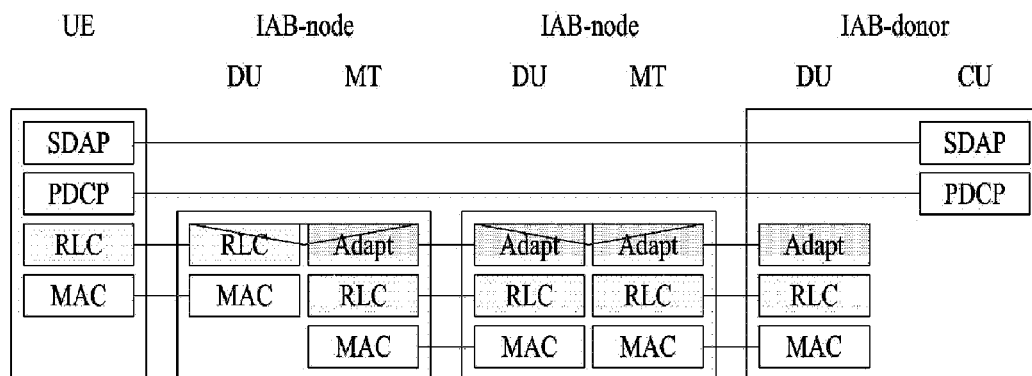 UE IAB-node IAB-node IAB-donor
DU MT DU MT DU CU
SDAP SDAP
PDCP PDCP
RLC RLC Adapt Adapt Adapt Adapt
MAC MAC RLC RLC RLC RLC
MAC MAC MAC MAC